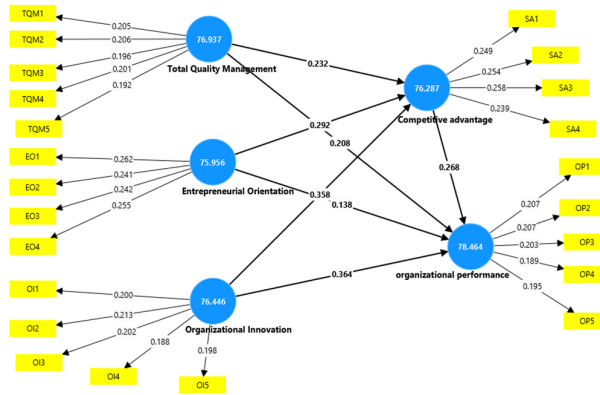 TQM1
TQM2
TQM3
TQM4
TQM5
0.205
0.206
0.196
0.201
0.192
76.937
Total Quality Management
EO1
EO2
EO3
EO4
0.262
0.241
0.242
0.255
75.956
Entrepreneurial Orientation
OI1
OI2
OI3
OI4
OI5
0.200
0.213
0.202
0.188
0.198
76.446
Organizational Innovation
0.232
0.292
0.208
0.358
0.138
0.364
0.268
76.287
Competitive advantage
0.249
0.254
0.258
0.239
SA1
SA2
SA3
SA4
78.464
organizational performance
0.207
0.207
0.203
0.189
0.195
OP1
OP2
OP3
OP4
OP5